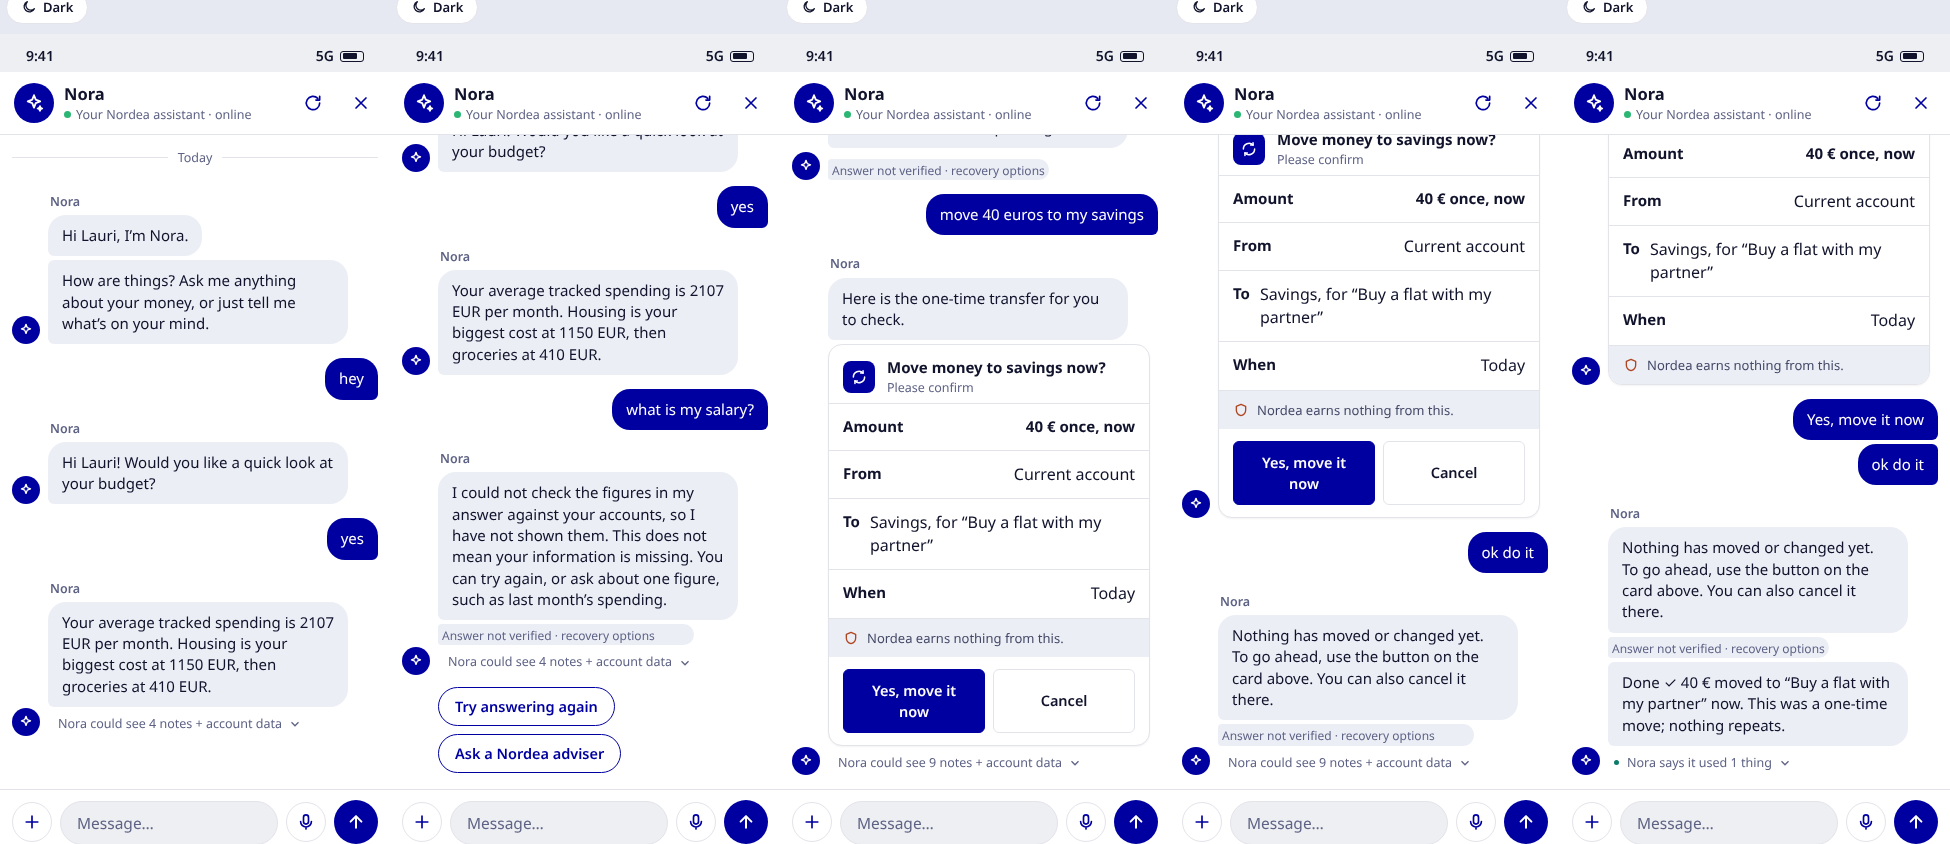 Dark
9:41
5G
Nora
Your Nordea assistant · online
Today
Nora
Hi Lauri, I’m Nora.
How are things? Ask me anything
about your money, or just tell me
what’s on your mind.
hey
Nora
Hi Lauri! Would you like a quick look at
your budget?
yes
Nora
Your average tracked spending is 2107
EUR per month. Housing is your
biggest cost at 1150 EUR, then
groceries at 410 EUR.
Nora could see 4 notes + account data
Message...
Dark
9:41
5G
Nora
Your Nordea assistant · online
Hi Lauri! Would you like a quick look at
your budget?
yes
Nora
Your average tracked spending is 2107
EUR per month. Housing is your
biggest cost at 1150 EUR, then
groceries at 410 EUR.
what is my salary?
Nora
I could not check the figures in my
answer against your accounts, so I
have not shown them. This does not
mean your information is missing. You
can try again, or ask about one figure,
such as last month’s spending.
Answer not verified · recovery options
Nora could see 4 notes + account data
Try answering again
Ask a Nordea adviser
Message...
Dark
9:41
5G
Nora
Your Nordea assistant · online
Answer not verified · recovery options
move 40 euros to my savings
Nora
Here is the one-time transfer for you
to check.
Move money to savings now?
Please confirm
Amount 40 € once, now
From Current account
To Savings, for “Buy a flat with my
partner”
When Today
Nordea earns nothing from this.
Yes, move it
now
Cancel
Nora could see 9 notes + account data
Message...
Dark
9:41
5G
Nora
Your Nordea assistant · online
Move money to savings now?
Please confirm
Amount 40 € once, now
From Current account
To Savings, for “Buy a flat with my
partner”
When Today
Nordea earns nothing from this.
Yes, move it
now
Cancel
ok do it
Nora
Nothing has moved or changed yet.
To go ahead, use the button on the
card above. You can also cancel it
there.
Answer not verified · recovery options
Nora could see 9 notes + account data
Message...
Dark
9:41
5G
Nora
Your Nordea assistant · online
Amount 40 € once, now
From Current account
To Savings, for “Buy a flat with my
partner”
When Today
Nordea earns nothing from this.
Yes, move it now
ok do it
Nora
Nothing has moved or changed yet.
To go ahead, use the button on the
card above. You can also cancel it
there.
Answer not verified · recovery options
Done ✓ 40 € moved to “Buy a flat with
my partner” now. This was a one-time
move; nothing repeats.
Nora says it used 1 thing
Message...